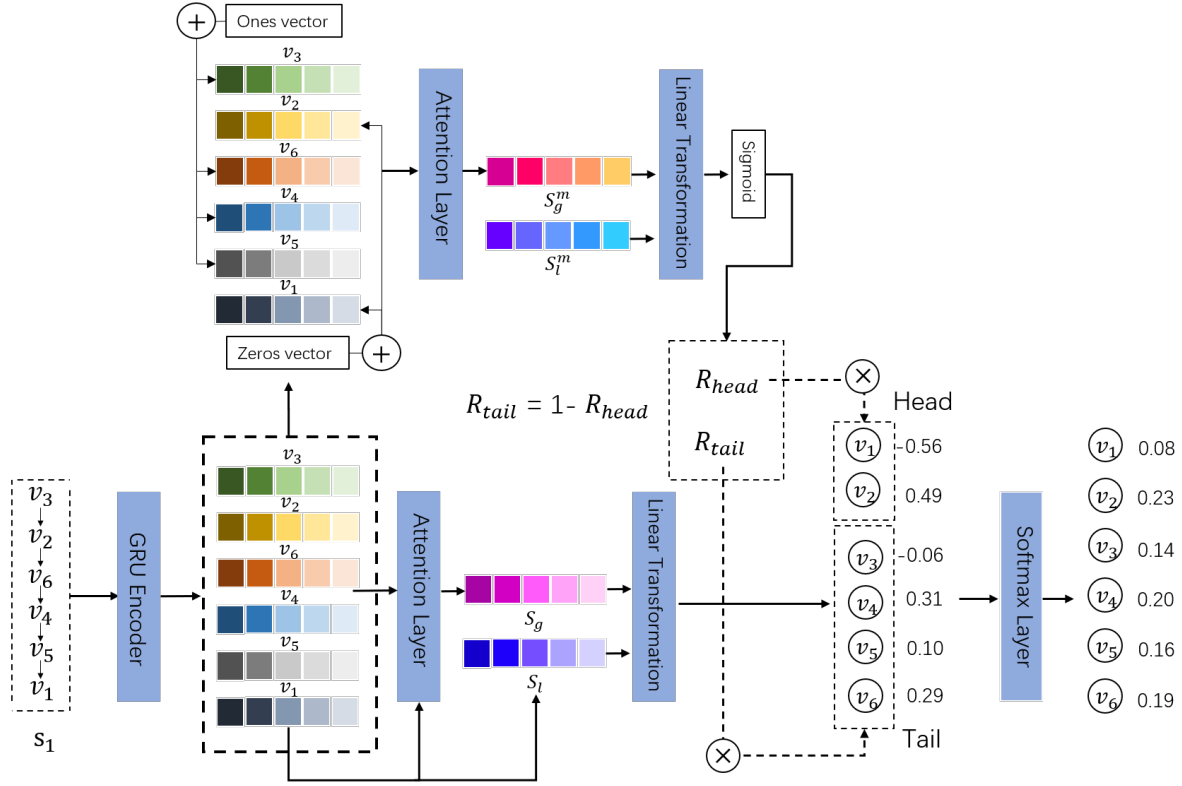 + Ones vector
v₃
v₂
v₆
v₄
v₅
v₁
Zeros vector +
Attention Layer
Sₘᵍ
Sₗᵐ
Linear Transformation
Sigmoid
R_tail = 1- R_head
R_head
R_tail
×
×
v₃
v₂
v₆
v₄
v₅
v₁
s₁
GRU Encoder
v₃
v₂
v₆
v₄
v₅
v₁
Attention Layer
S_g
Sₗ
Linear Transformation
Head
v₁ -0.56
v₂ 0.49
v₃ -0.06
v₄ 0.31
v₅ 0.10
v₆ 0.29
Tail
Softmax Layer
v₁ 0.08
v₂ 0.23
v₃ 0.14
v₄ 0.20
v₅ 0.16
v₆ 0.19